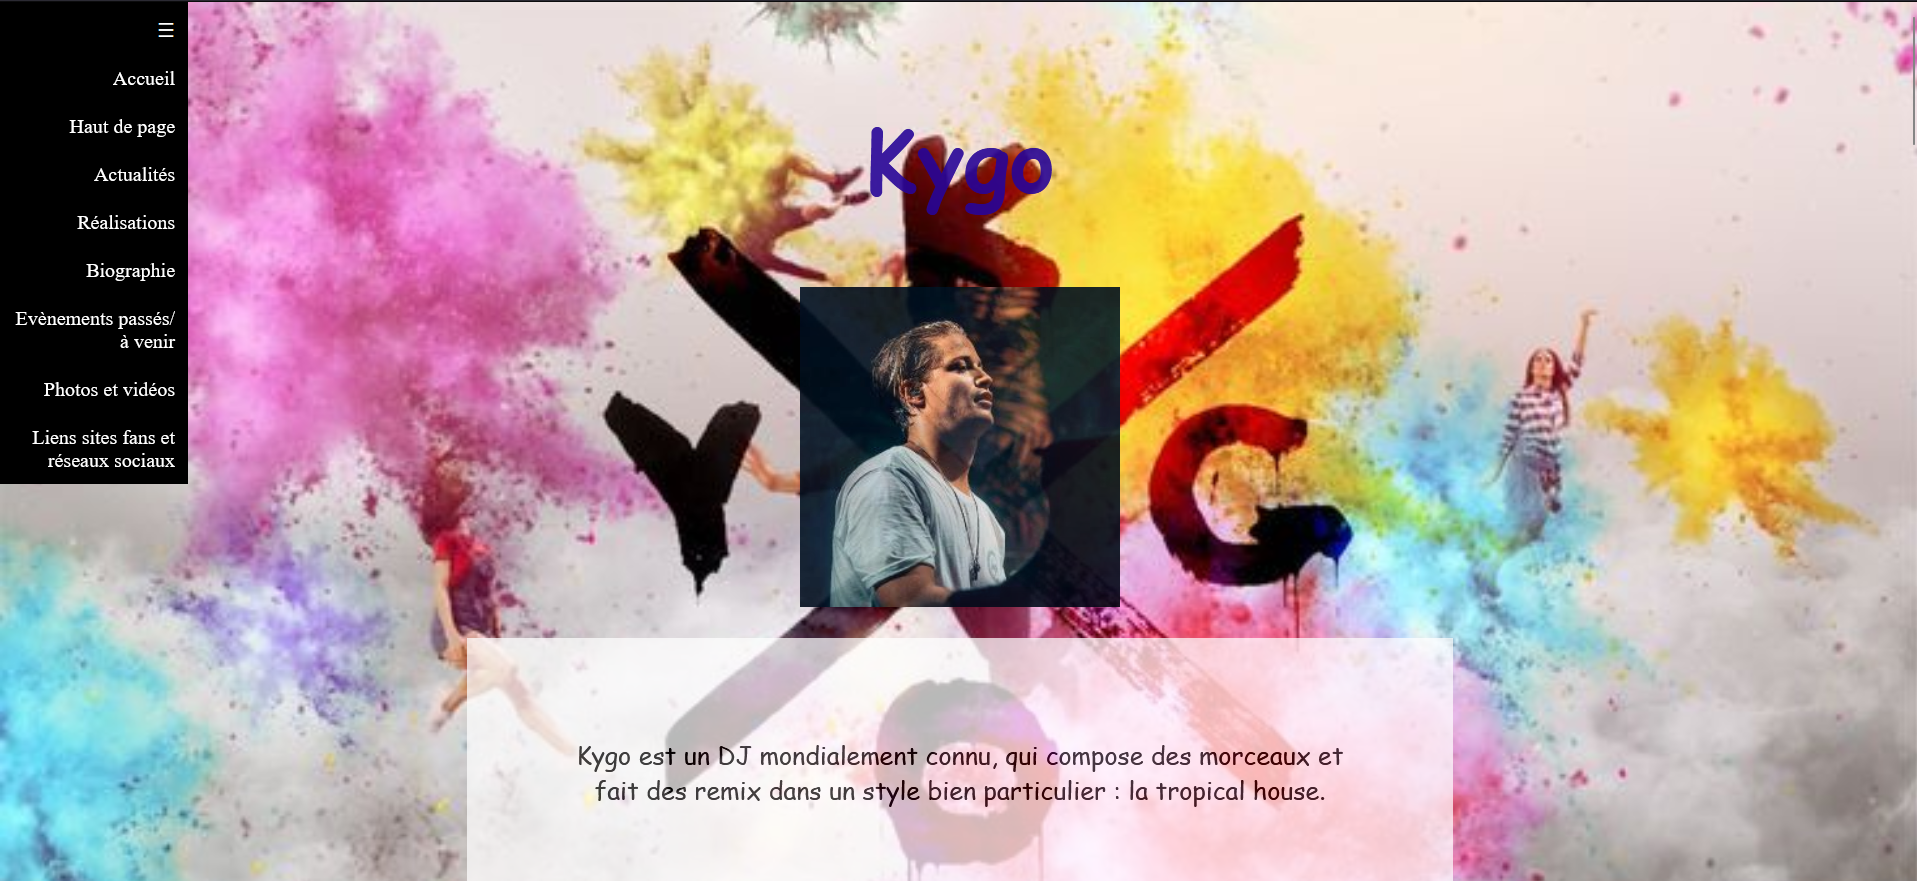 ☰
Accueil
Haut de page
Actualités
Réalisations
Biographie
Evènements passés/
à venir
Photos et vidéos
Liens sites fans et
réseaux sociaux
Kygo
K
Y
G
O
Kygo est un DJ mondialement connu, qui compose des morceaux et
fait des remix dans un style bien particulier : la tropical house.